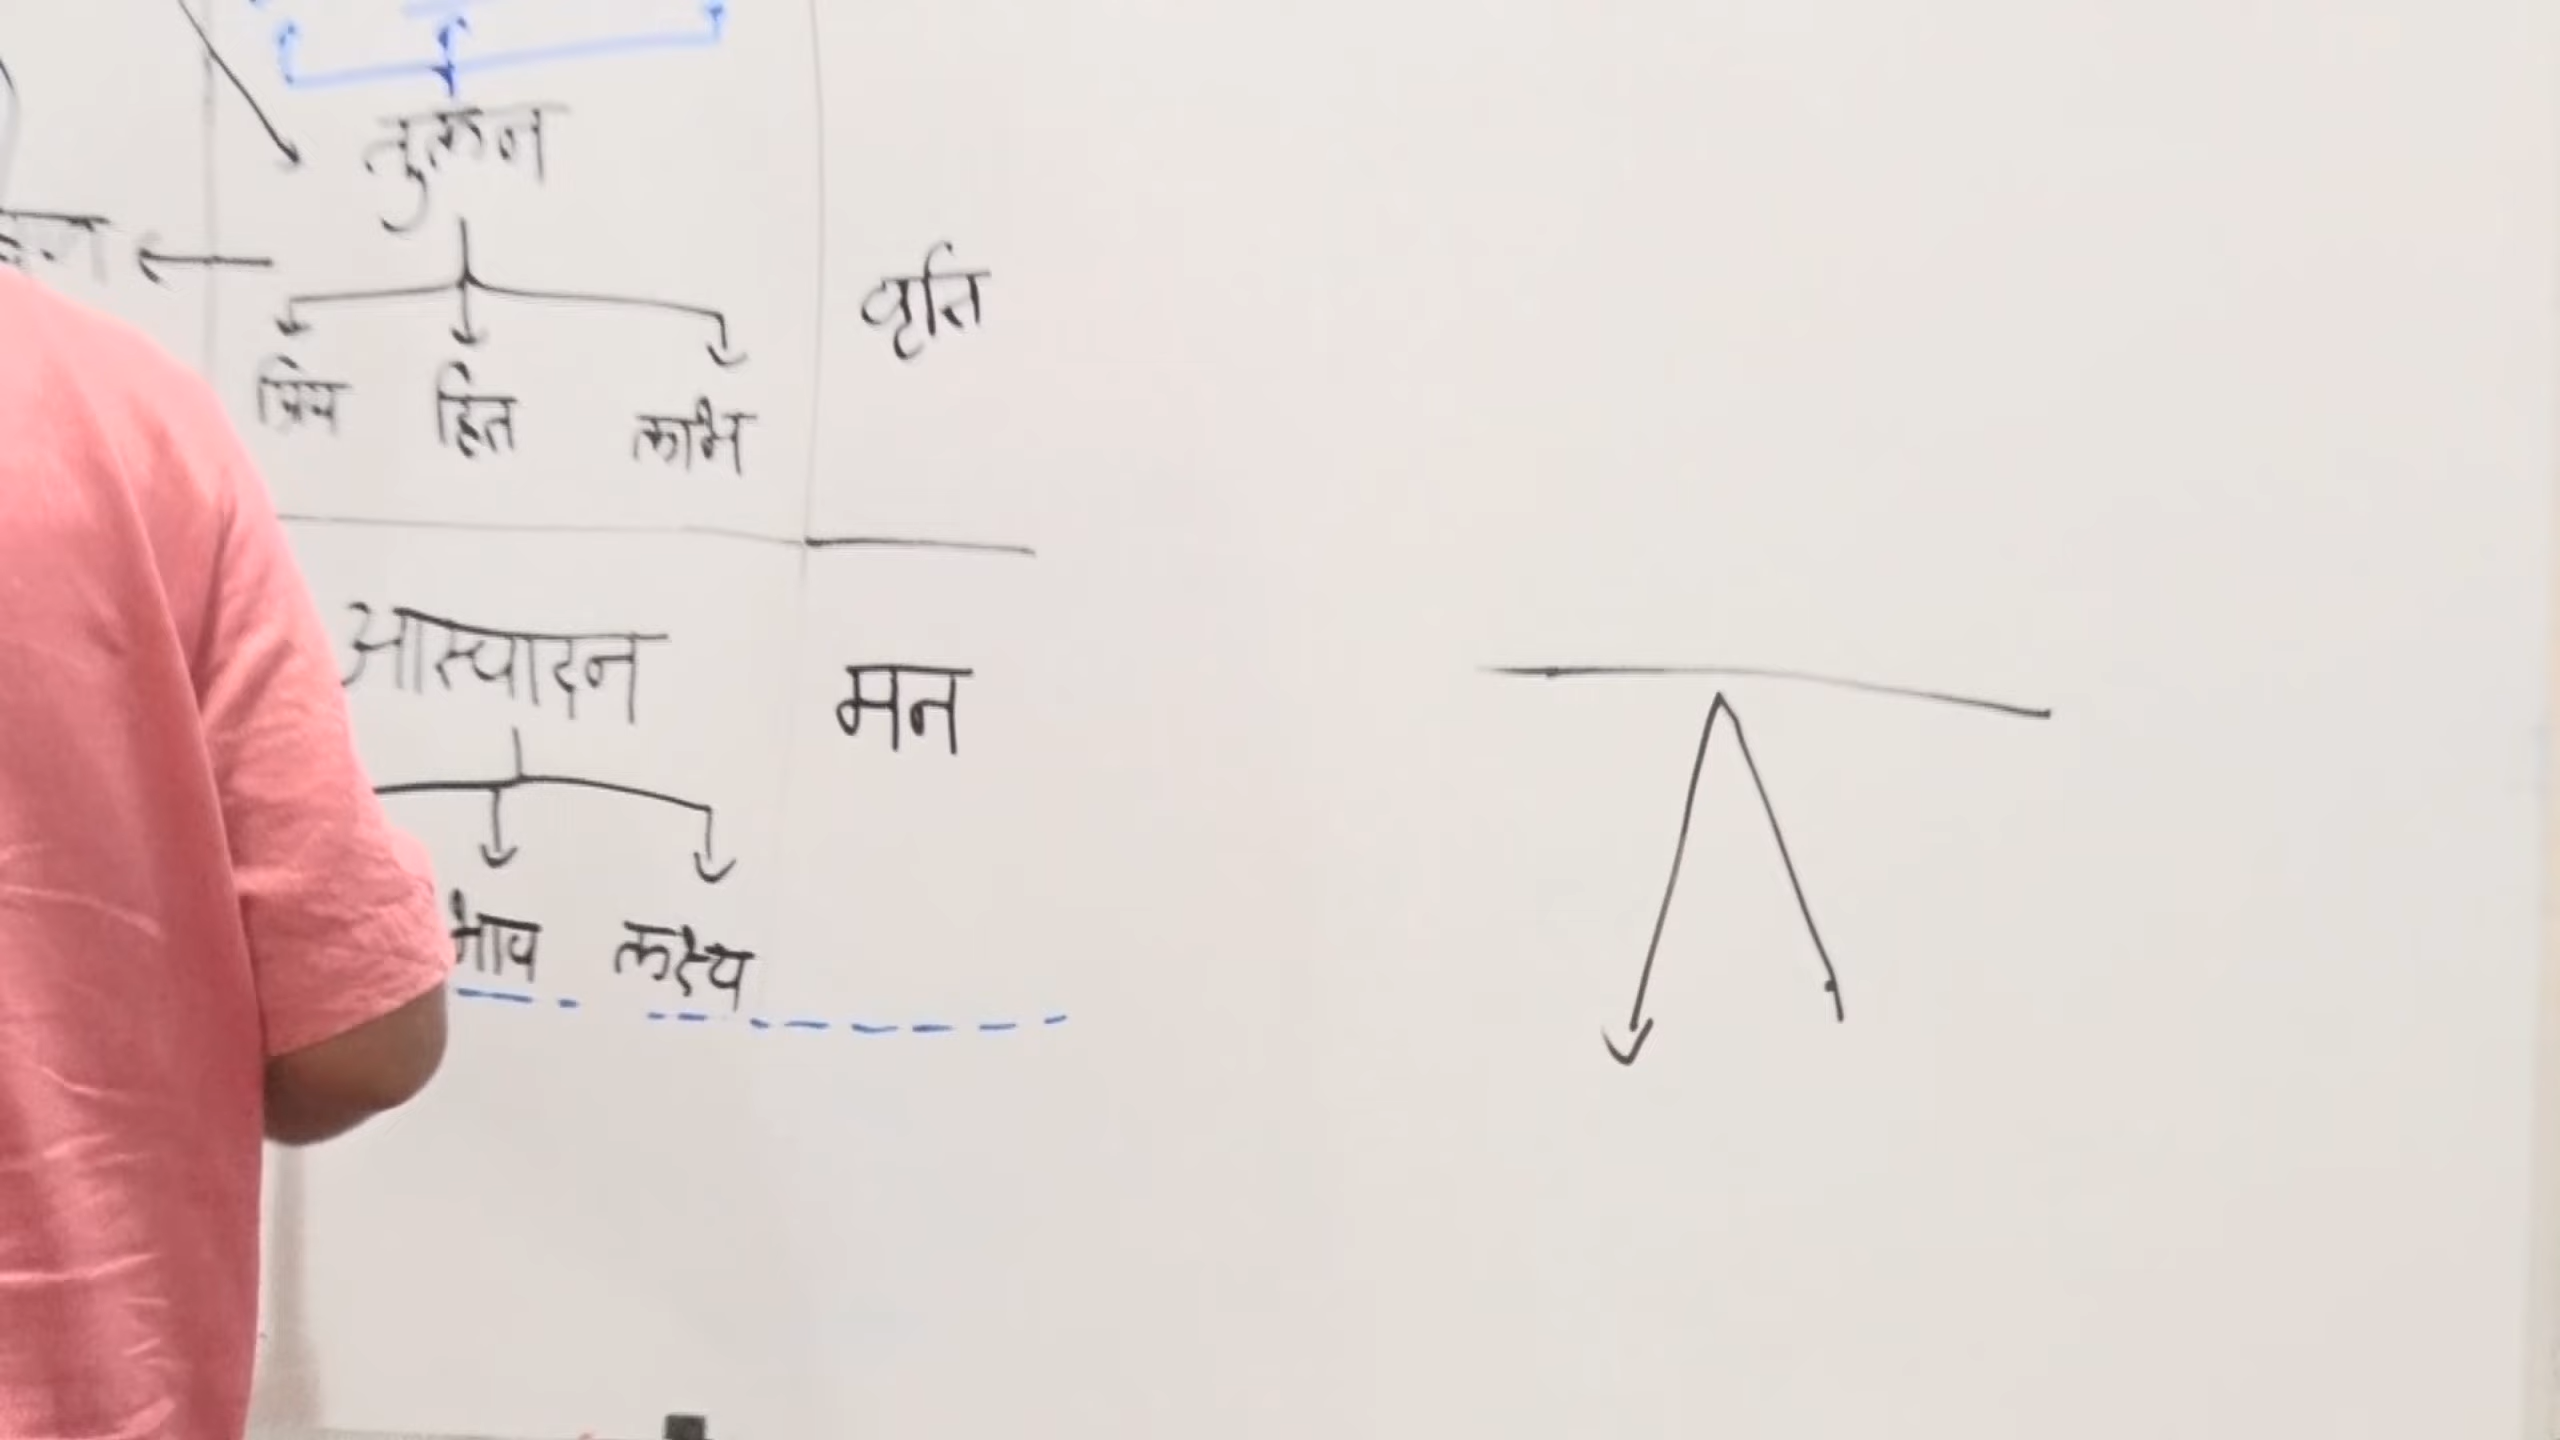 तुलन
वृत्ति
प्रिय हित लाभ
आस्वादन मन
भाव लक्ष्य